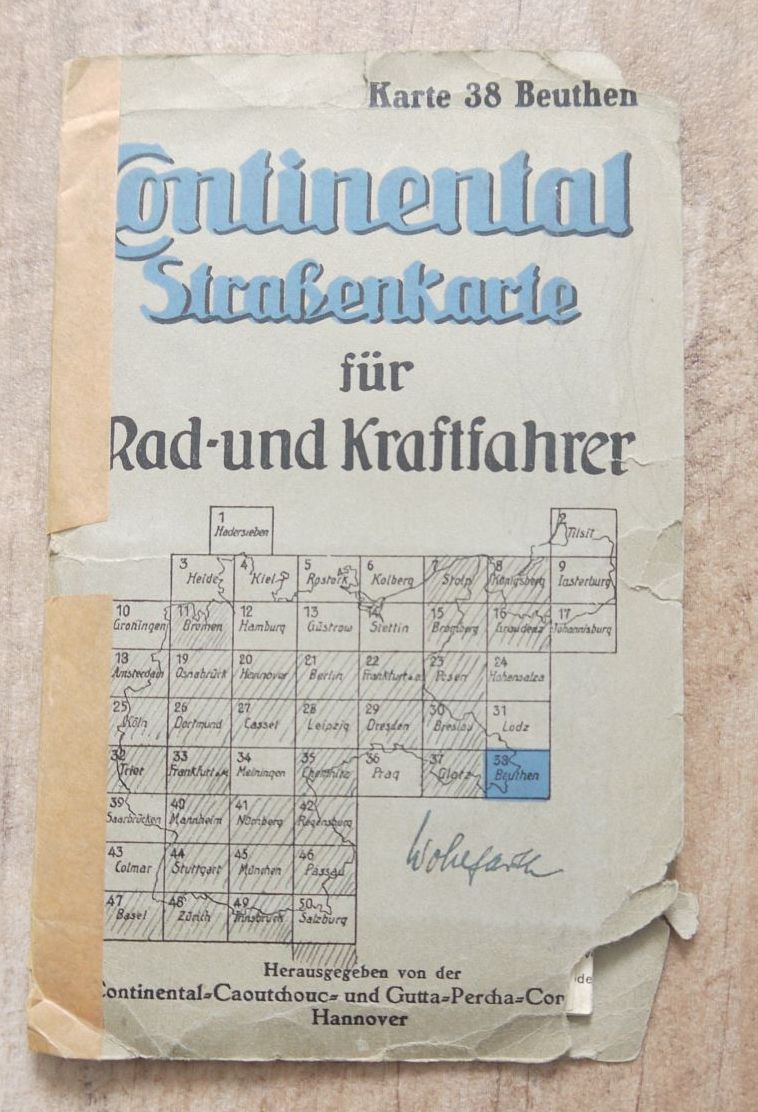 Karte 38 Beuthen
Continental
Straßenkarte
für
Rad-und Kraftfahrer
1 Hadersleben 2 Tilsit
3 Heide 4 Kiel 5 Rostock 6 Kolberg 7 Stolp 8 Königsberg 9 Insterburg
10 Groningen 11 Bremen 12 Hamburg 13 Güstrow 14 Stettin 15 Bromberg 16 Graudenz 17 Johannisburg
18 Amsterdam 19 Osnabrück 20 Hannover 21 Berlin 22 Frankfurt a.O. 23 Posen 24 Hohensalza
25 Köln 26 Dortmund 27 Cassel 28 Leipzig 29 Dresden 30 Breslau 31 Lodz
32 Trier 33 Frankfurt a.M. 34 Meiningen 35 Chemnitz 36 Prag 37 Glatz 38 Beuthen
39 Saarbrücken 40 Mannheim 41 Nürnberg 42 Regensburg
43 Colmar 44 Stuttgart 45 München 46 Passau
47 Basel 48 Zürich 49 Innsbruck 50 Salzburg
Wohlfarth
Herausgegeben von der
Continental-Caoutchouc- und Gutta-Percha-Co
Hannover